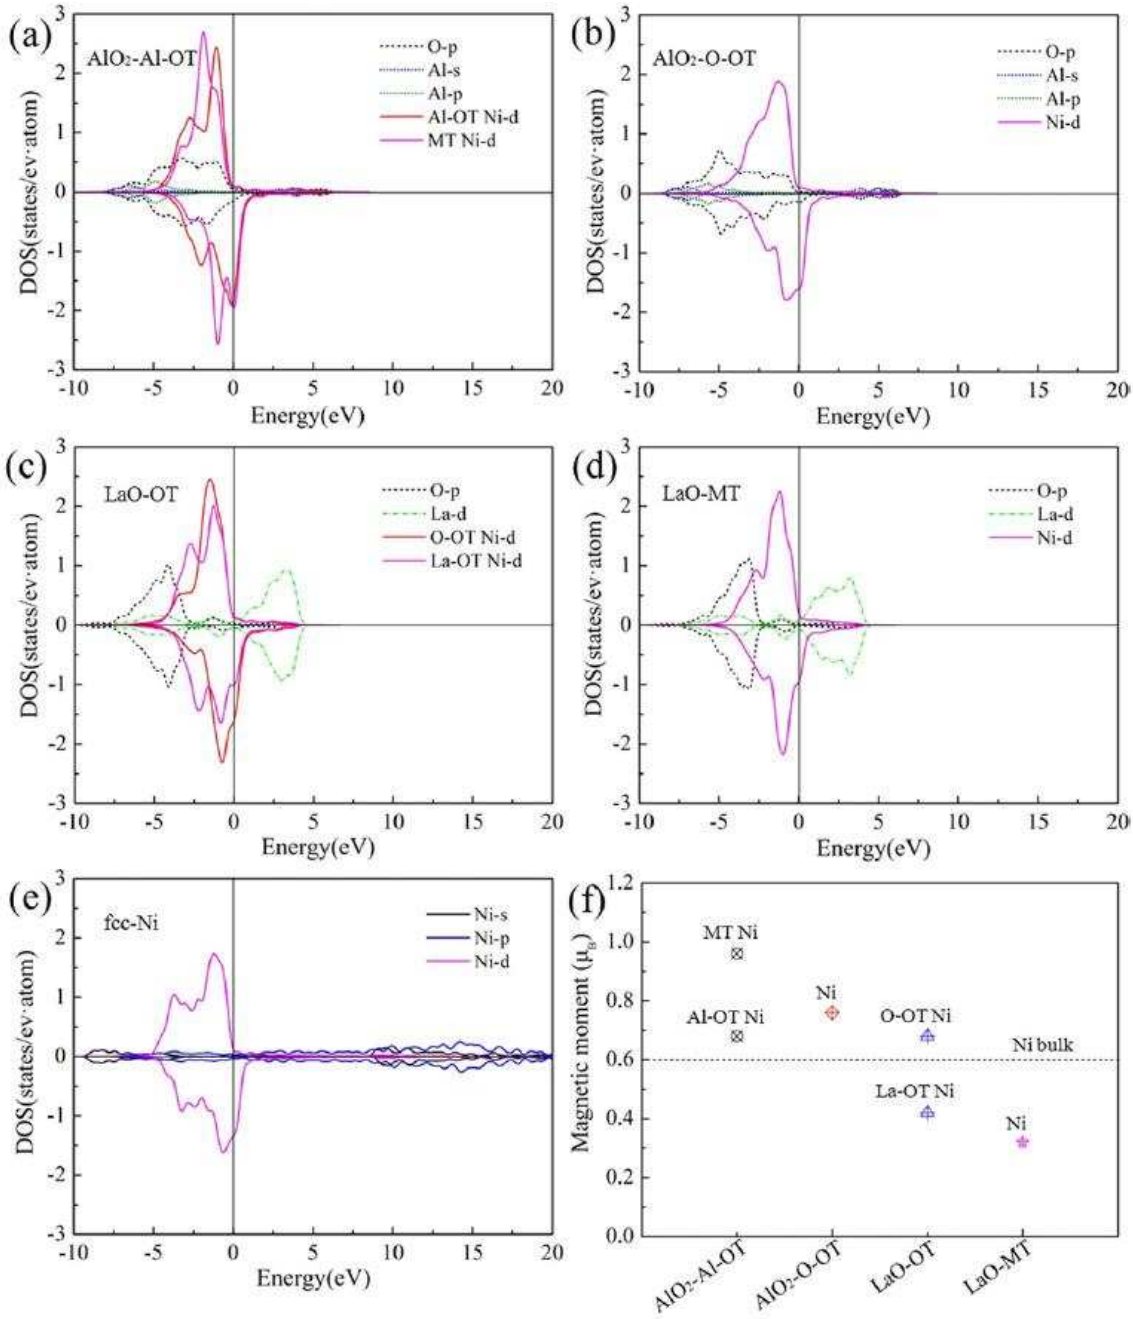 (a)
AlO₂-Al-OT
O-p
Al-s
Al-p
Al-OT Ni-d
MT Ni-d
3
2
1
0
-1
-2
-3
DOS(states/ev·atom)
-10 -5 0 5 10 15 20
Energy(eV)
(b)
AlO₂-O-OT
O-p
Al-s
Al-p
Ni-d
3
2
1
0
-1
-2
-3
DOS(states/ev·atom)
-10 -5 0 5 10 15 20
Energy(eV)
(c)
LaO-OT
O-p
La-d
O-OT Ni-d
La-OT Ni-d
3
2
1
0
-1
-2
-3
DOS(states/ev·atom)
-10 -5 0 5 10 15 20
Energy(eV)
(d)
LaO-MT
O-p
La-d
Ni-d
3
2
1
0
-1
-2
-3
DOS(states/ev·atom)
-10 -5 0 5 10 15 20
Energy(eV)
(e)
fcc-Ni
Ni-s
Ni-p
Ni-d
3
2
1
0
-1
-2
-3
DOS(states/ev·atom)
-10 -5 0 5 10 15 20
Energy(eV)
(f)
1.2
1.0
0.8
0.6
0.4
0.2
0.0
Magnetic moment (μ_B)
MT Ni
Al-OT Ni
Ni
O-OT Ni
Ni bulk
La-OT Ni
Ni
AlO₂-Al-OT
AlO₂-O-OT
LaO-OT
LaO-MT